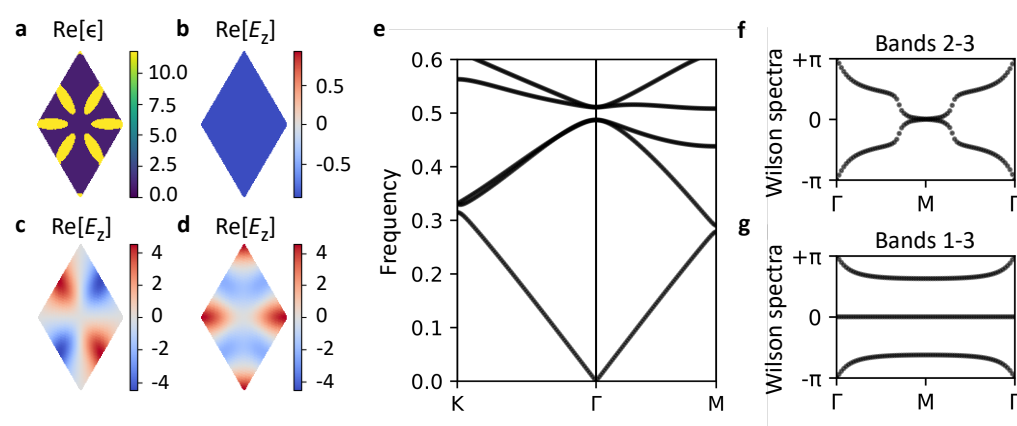 a Re[ϵ]
10.0
7.5
5.0
2.5
0.0
b Re[E_z]
0.5
0
-0.5
c Re[E_z]
4
2
0
-2
-4
d Re[E_z]
4
2
0
-2
-4
e
Frequency
0.6
0.5
0.4
0.3
0.2
0.1
0.0
K Γ M
f
Bands 2-3
Wilson spectra
+π
0
-π
Γ M Γ
g
Bands 1-3
Wilson spectra
+π
0
-π
Γ M Γ